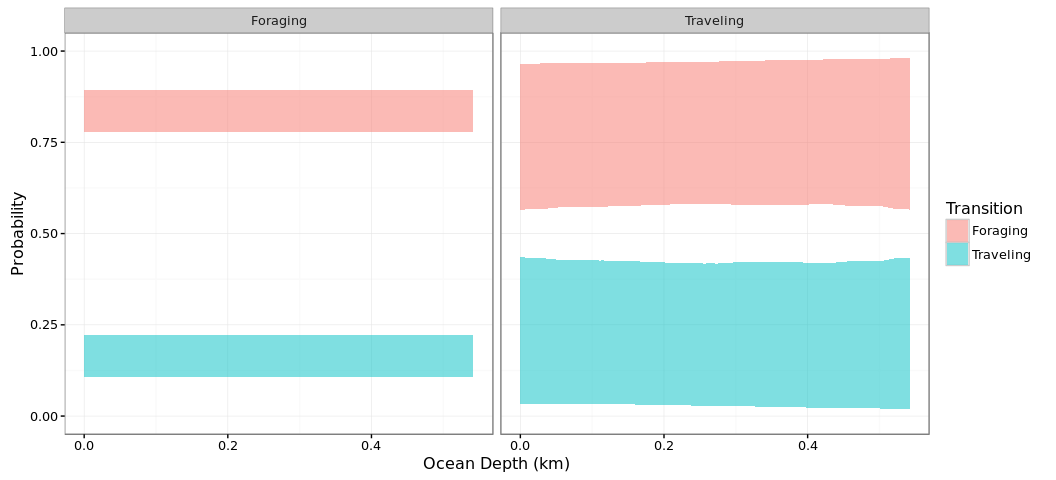 Foraging
Traveling
Probability
1.00
0.75
0.50
0.25
0.00
0.0
0.2
0.4
0.0
0.2
0.4
Ocean Depth (km)
Transition
Foraging
Traveling